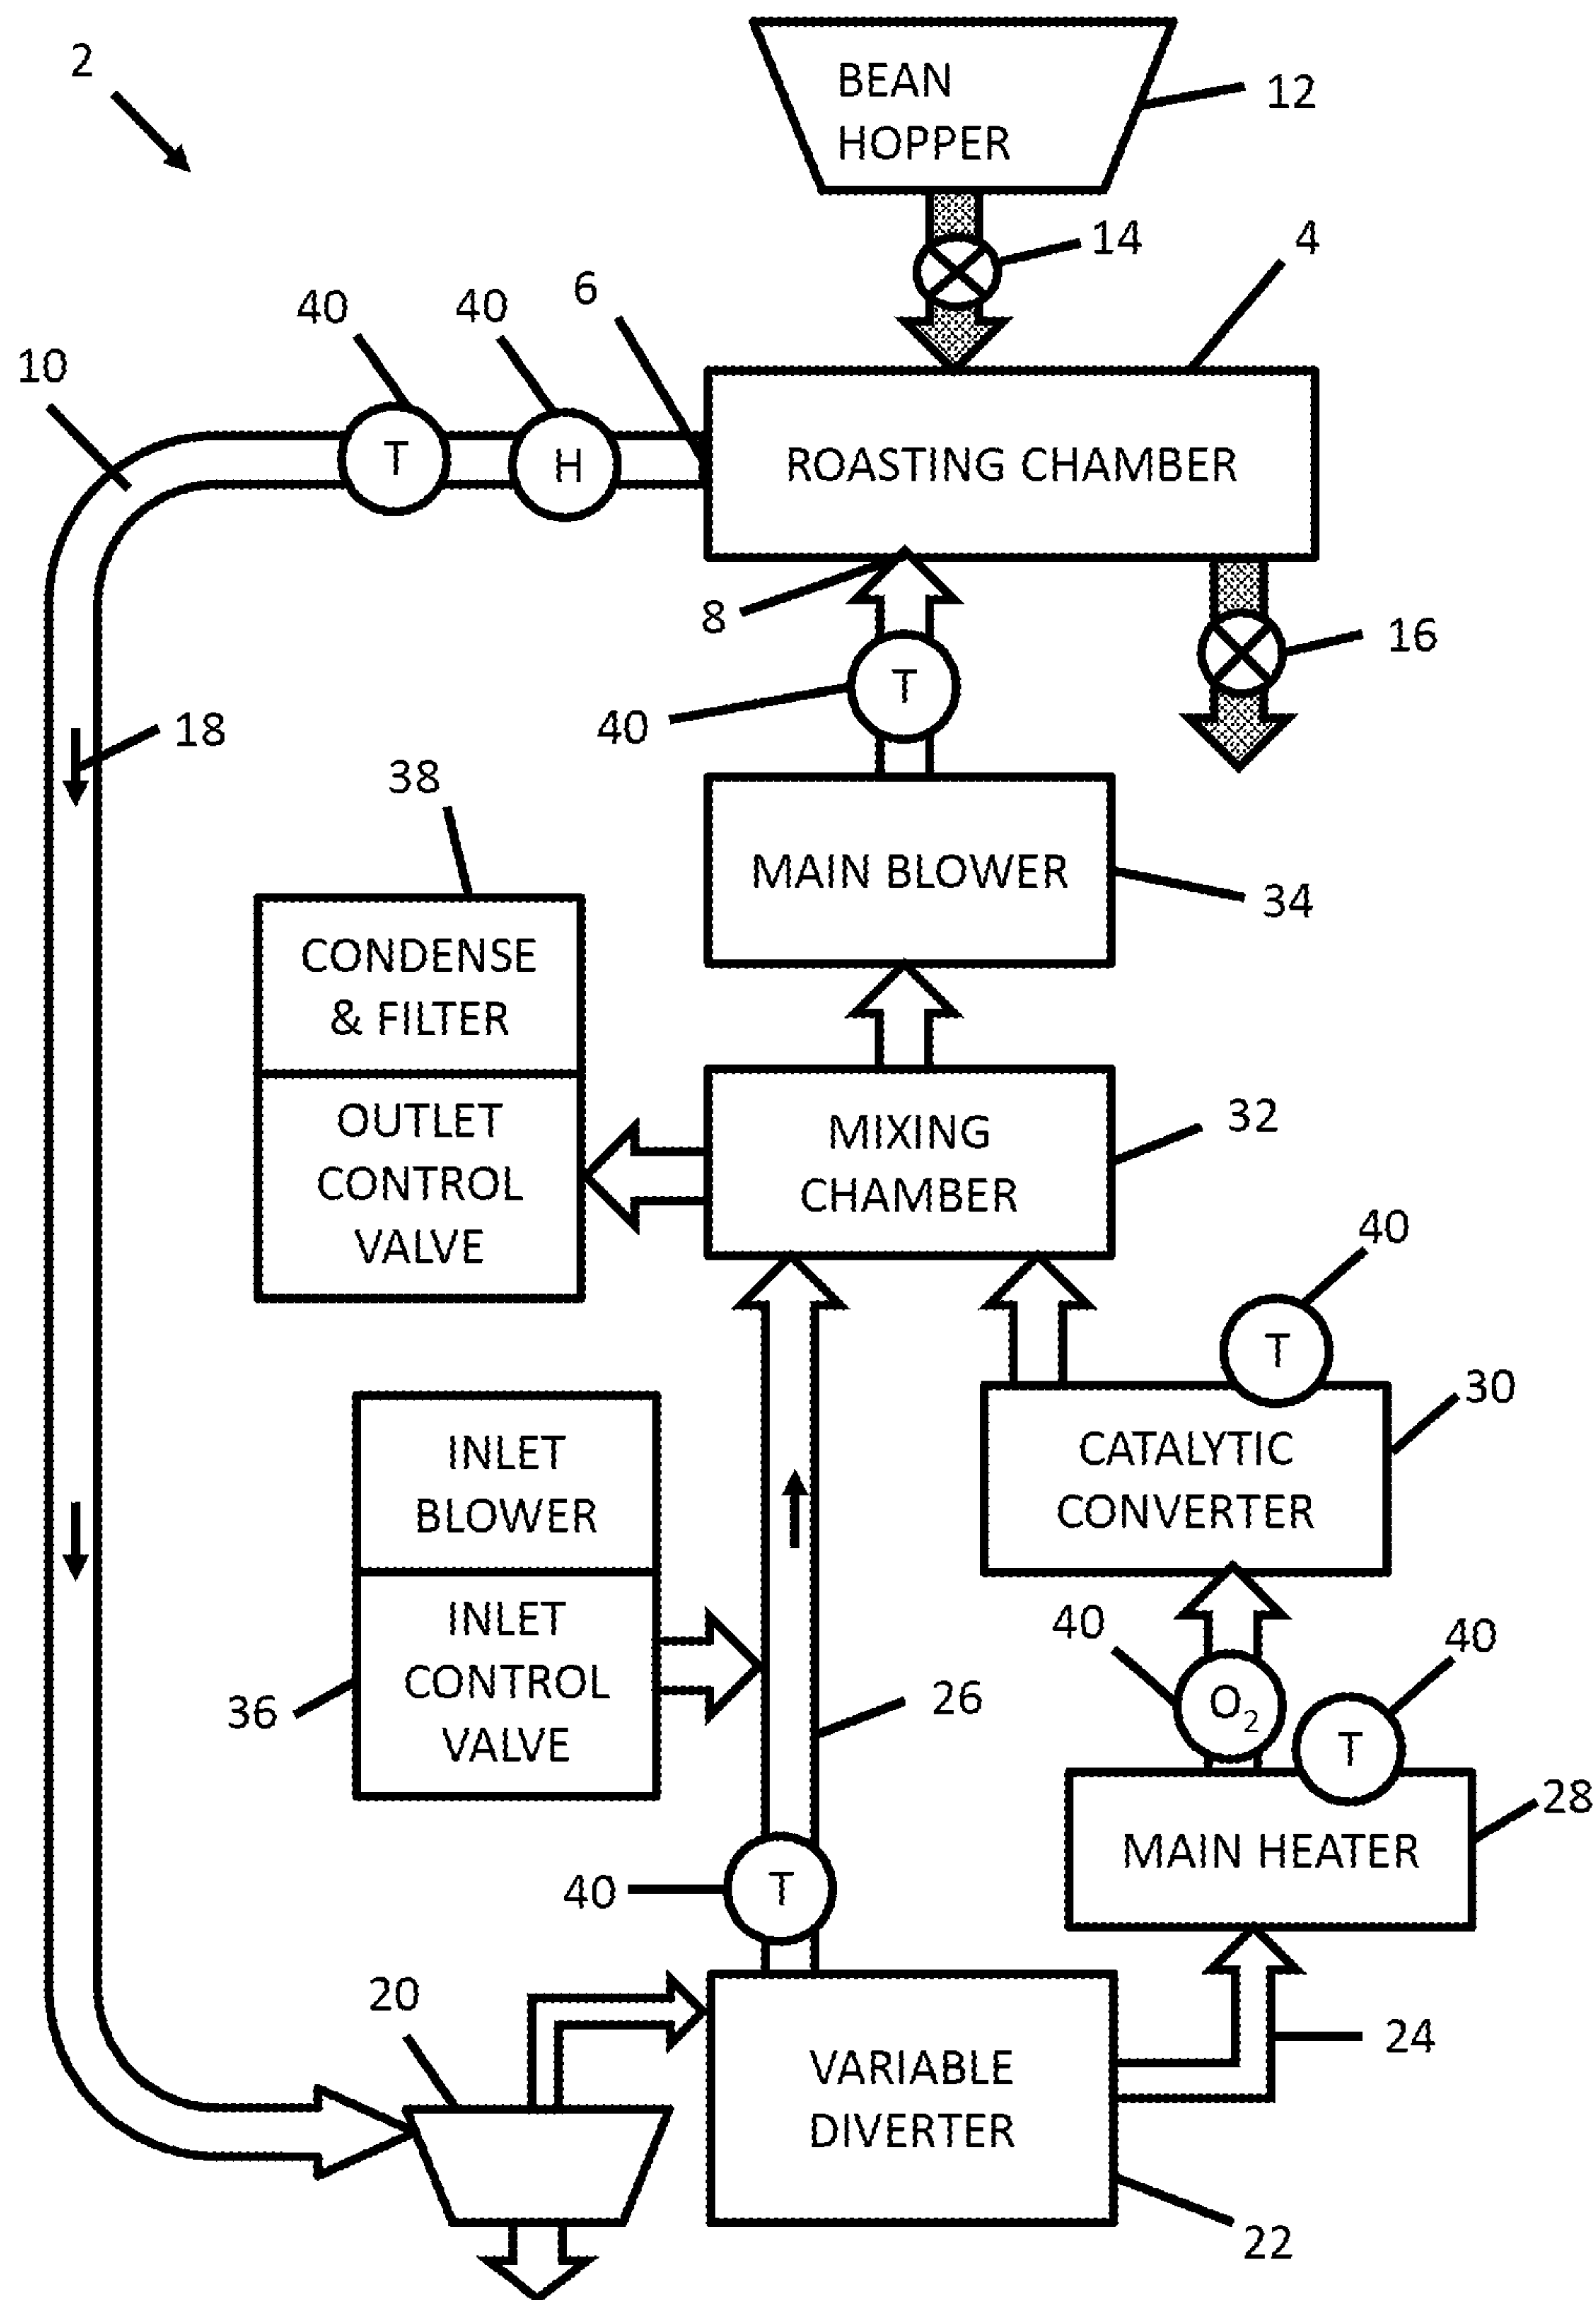 2
BEAN
HOPPER
12
14
4
6
40
40
10
T
H
ROASTING CHAMBER
8
16
T
40
18
38
MAIN BLOWER
34
CONDENSE
& FILTER
OUTLET
CONTROL
VALVE
MIXING
CHAMBER
32
40
T
30
INLET
BLOWER
CATALYTIC
CONVERTER
INLET
CONTROL
VALVE
36
26
40
40
O₂
T
28
MAIN HEATER
40
T
20
VARIABLE
DIVERTER
24
22